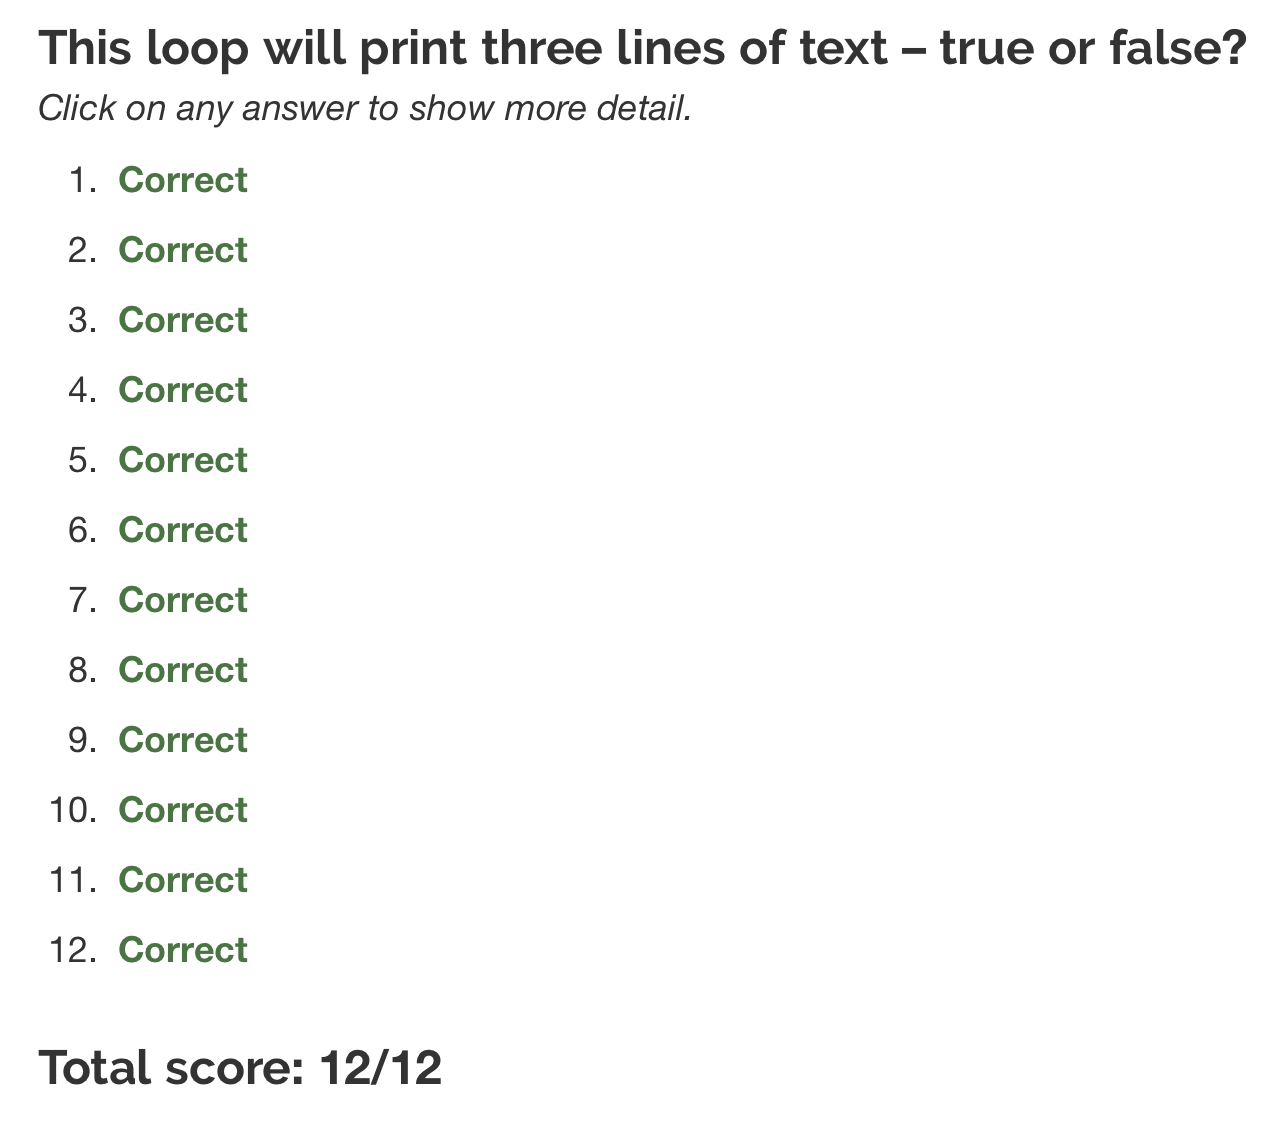 This loop will print three lines of text – true or false?
Click on any answer to show more detail.
1. Correct
2. Correct
3. Correct
4. Correct
5. Correct
6. Correct
7. Correct
8. Correct
9. Correct
10. Correct
11. Correct
12. Correct
Total score: 12/12